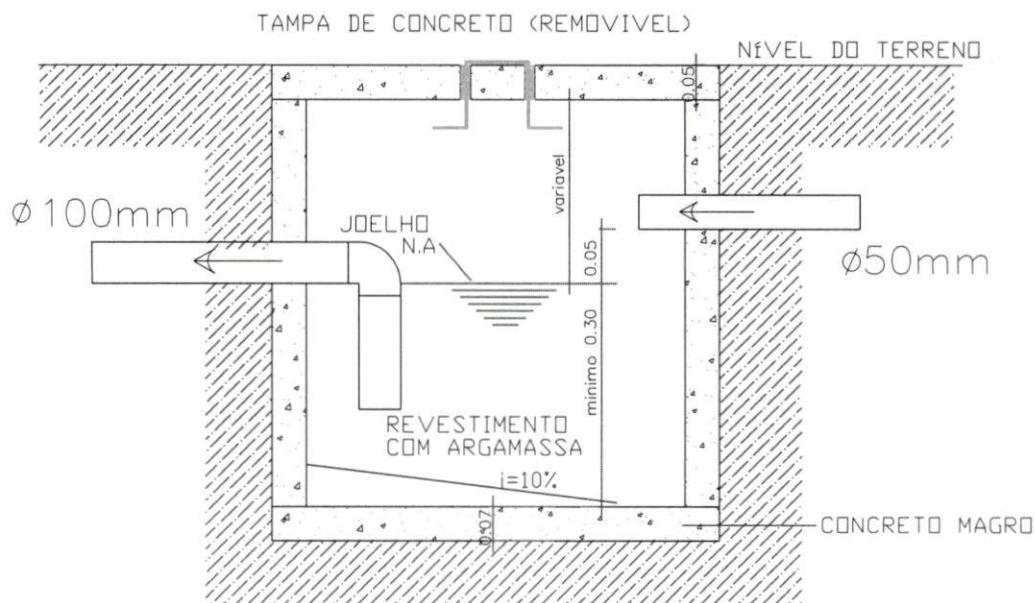 TAMPA DE CONCRETO (REMOVIVEL)
NíVEL DO TERRENO
0.05
variavel
Ø100mm
JOELHO
N.A
0.05
Ø50mm
minimo 0.30
REVESTIMENTO
COM ARGAMASSA
i=10%
0.07
CONCRETO MAGRO